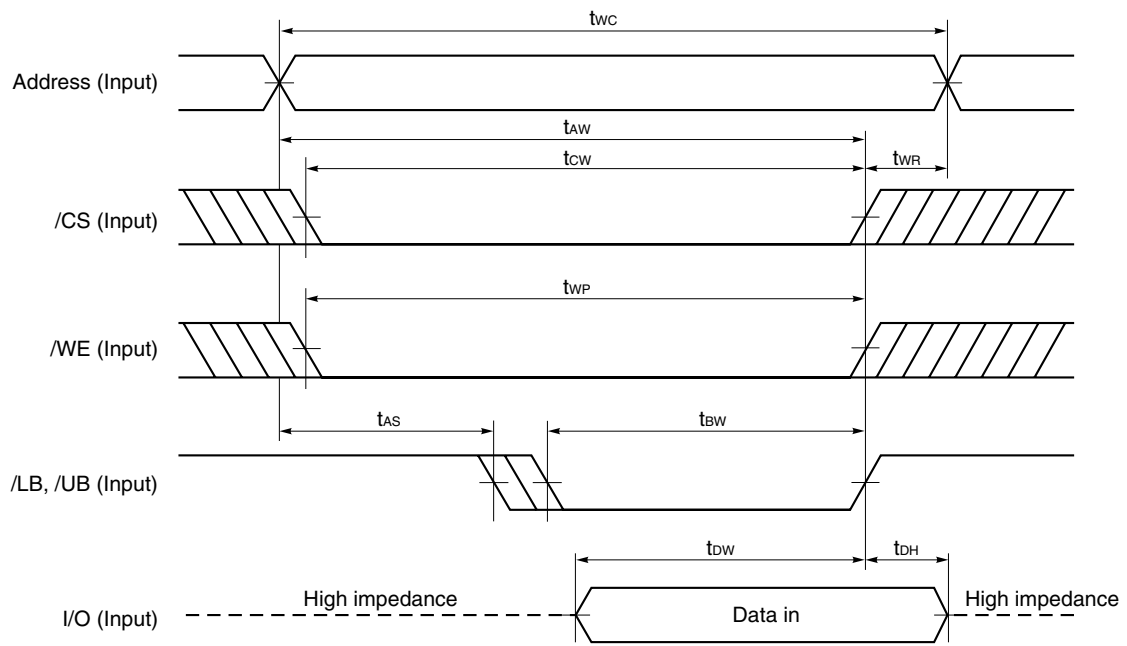 tWC
Address (Input)
tAW
tCW
tWR
/CS (Input)
tWP
/WE (Input)
tAS
tBW
/LB, /UB (Input)
tDW
tDH
High impedance
Data in
High impedance
I/O (Input)